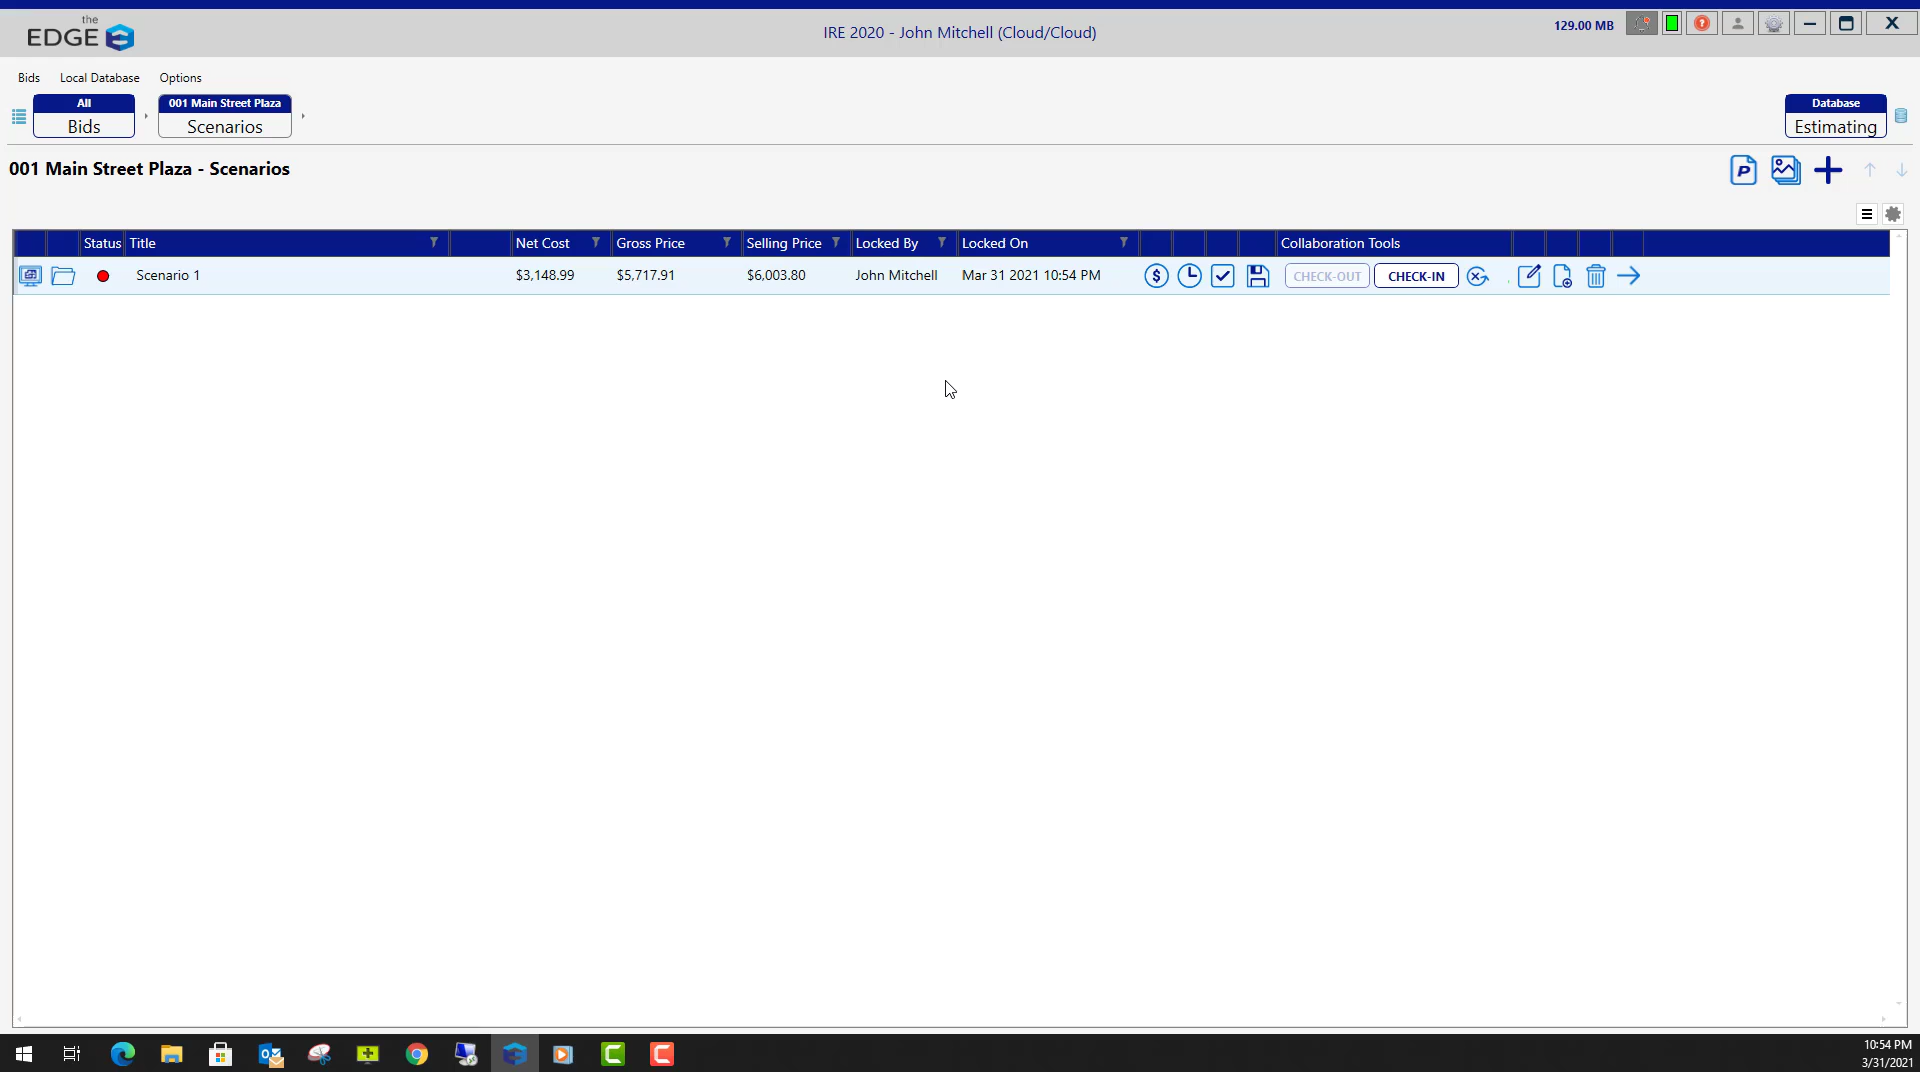 the
EDGE
IRE 2020 - John Mitchell (Cloud/Cloud)
129.00 MB
Bids Local Database Options
All
Bids
001 Main Street Plaza
Scenarios
Database
Estimating
001 Main Street Plaza - Scenarios
Status Title Net Cost Gross Price Selling Price Locked By Locked On Collaboration Tools
Scenario 1 $3,148.99 $5,717.91 $6,003.80 John Mitchell Mar 31 2021 10:54 PM CHECK-OUT CHECK-IN
10:54 PM
3/31/2021